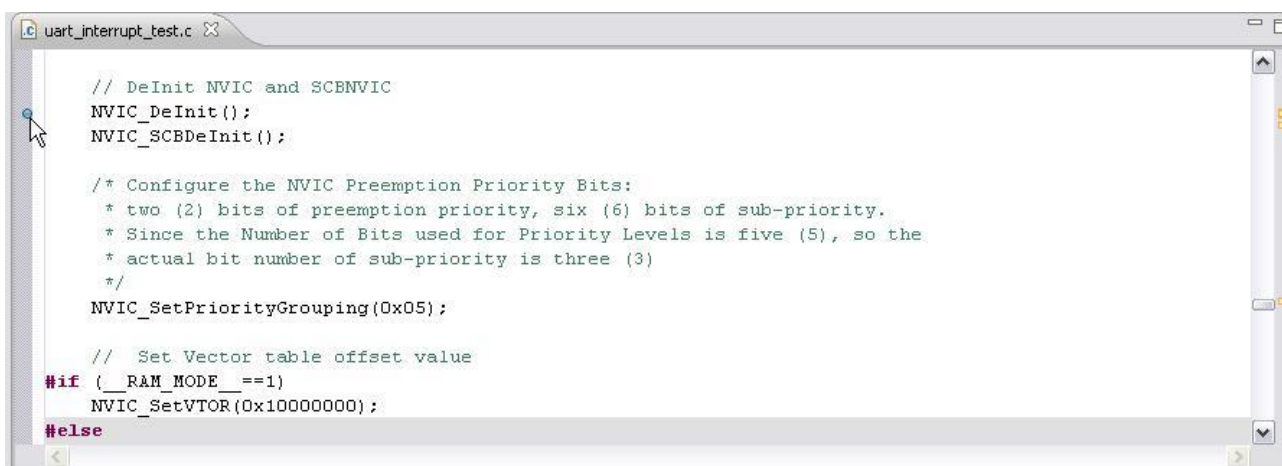 .c uart_interrupt_test.c
// DeInit NVIC and SCBNVIC
NVIC_DeInit();
NVIC_SCBDeInit();
/* Configure the NVIC Preemption Priority Bits:
* two (2) bits of preemption priority, six (6) bits of sub-priority.
* Since the Number of Bits used for Priority Levels is five (5), so the
* actual bit number of sub-priority is three (3)
*/
NVIC_SetPriorityGrouping(0x05);
// Set Vector table offset value
#if (__RAM_MODE__==1)
NVIC_SetVTOR(0x10000000);
#else